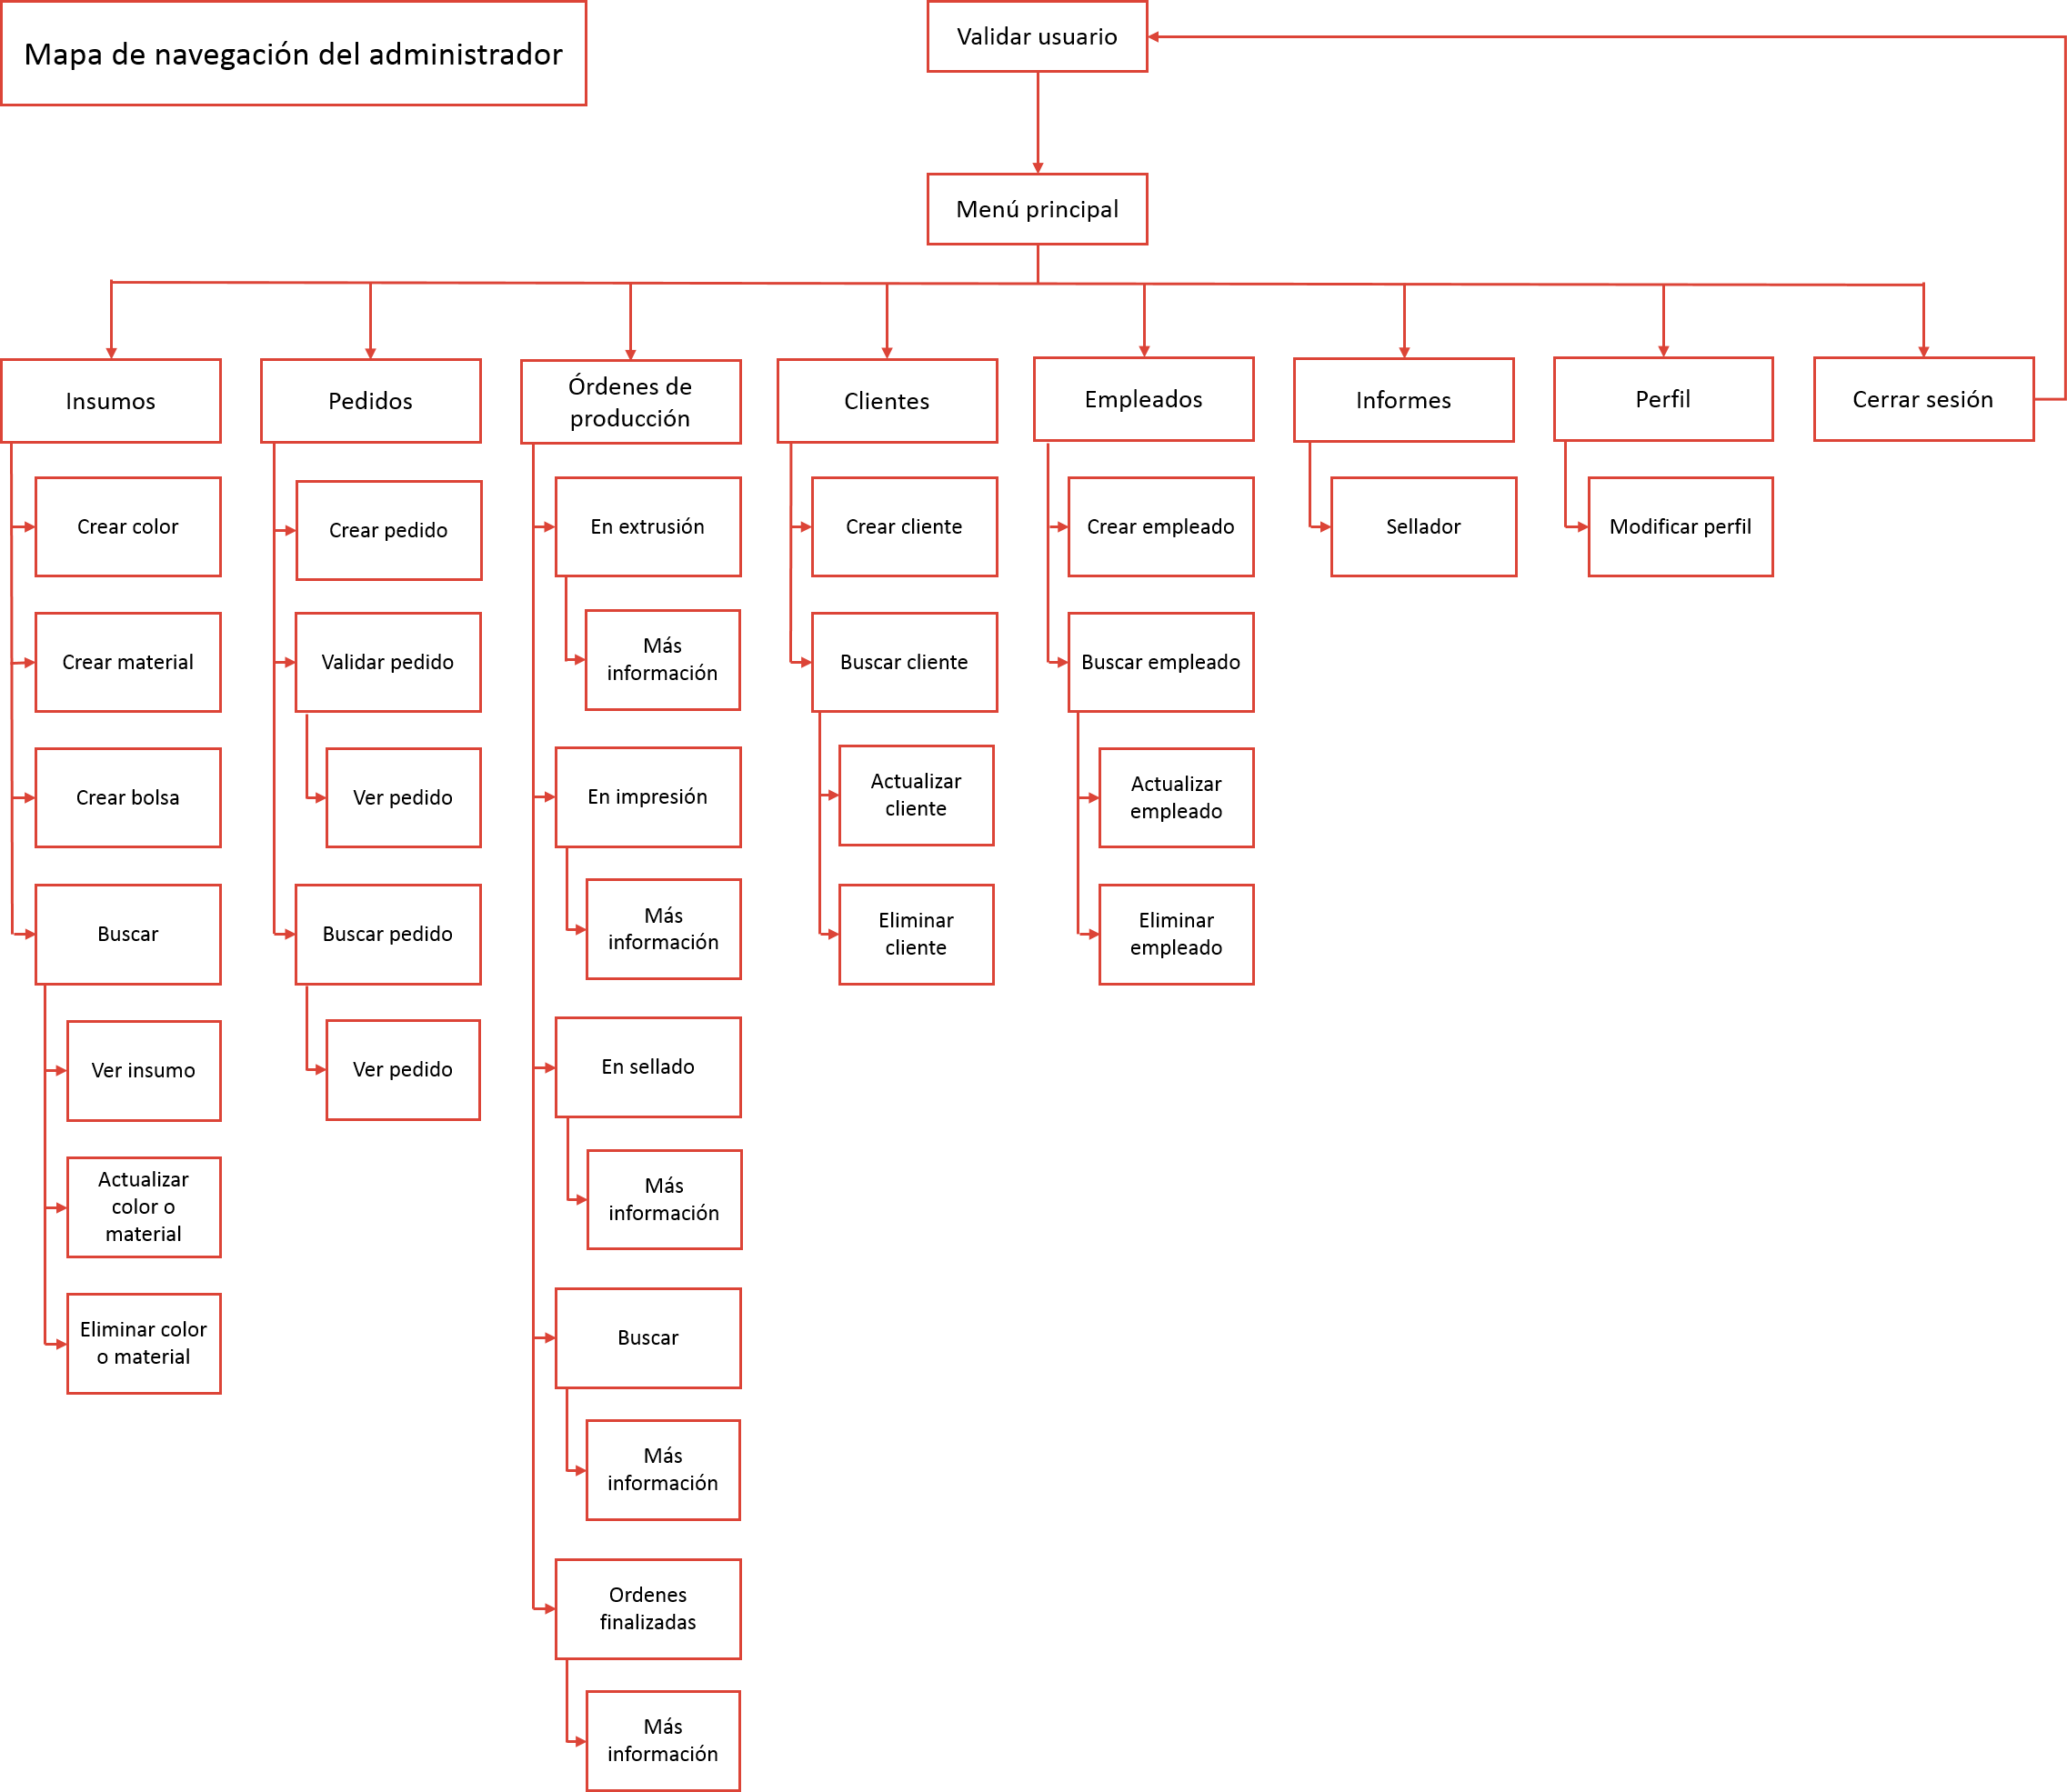 Mapa de navegación del administrador
Validar usuario
Menú principal
Insumos
Crear color
Crear material
Crear bolsa
Buscar
Ver insumo
Actualizar
color o
material
Eliminar color
o material
Pedidos
Crear pedido
Validar pedido
Ver pedido
Buscar pedido
Ver pedido
Órdenes de
producción
En extrusión
Más
información
En impresión
Más
información
En sellado
Más
información
Buscar
Más
información
Ordenes
finalizadas
Más
información
Clientes
Crear cliente
Buscar cliente
Actualizar
cliente
Eliminar
cliente
Empleados
Crear empleado
Buscar empleado
Actualizar
empleado
Eliminar
empleado
Informes
Sellador
Perfil
Modificar perfil
Cerrar sesión